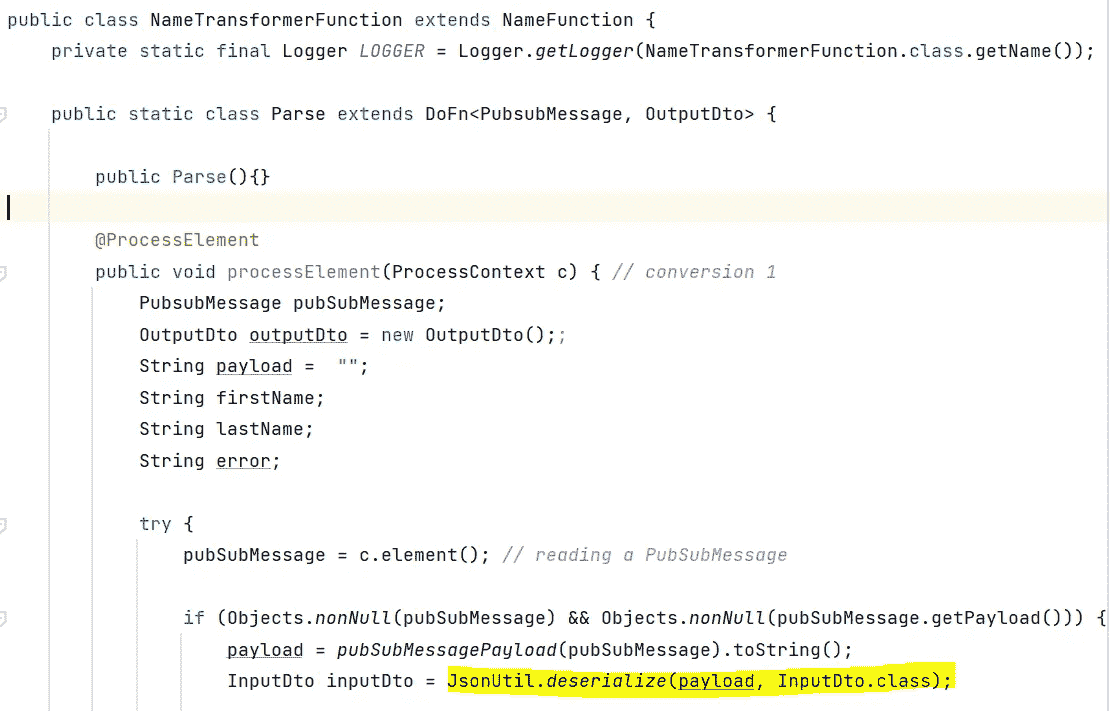 public class NameTransformerFunction extends NameFunction {
private static final Logger LOGGER = Logger.getLogger(NameTransformerFunction.class.getName());
public static class Parse extends DoFn<PubsubMessage, OutputDto> {
public Parse(){}
@ProcessElement
public void processElement(ProcessContext c) { // conversion 1
PubsubMessage pubSubMessage;
OutputDto outputDto = new OutputDto();;
String payload =  "";
String firstName;
String lastName;
String error;
try {
pubSubMessage = c.element(); // reading a PubSubMessage
if (Objects.nonNull(pubSubMessage) && Objects.nonNull(pubSubMessage.getPayload())) {
payload = pubSubMessagePayload(pubSubMessage).toString();
InputDto inputDto = JsonUtil.deserialize(payload, InputDto.class);